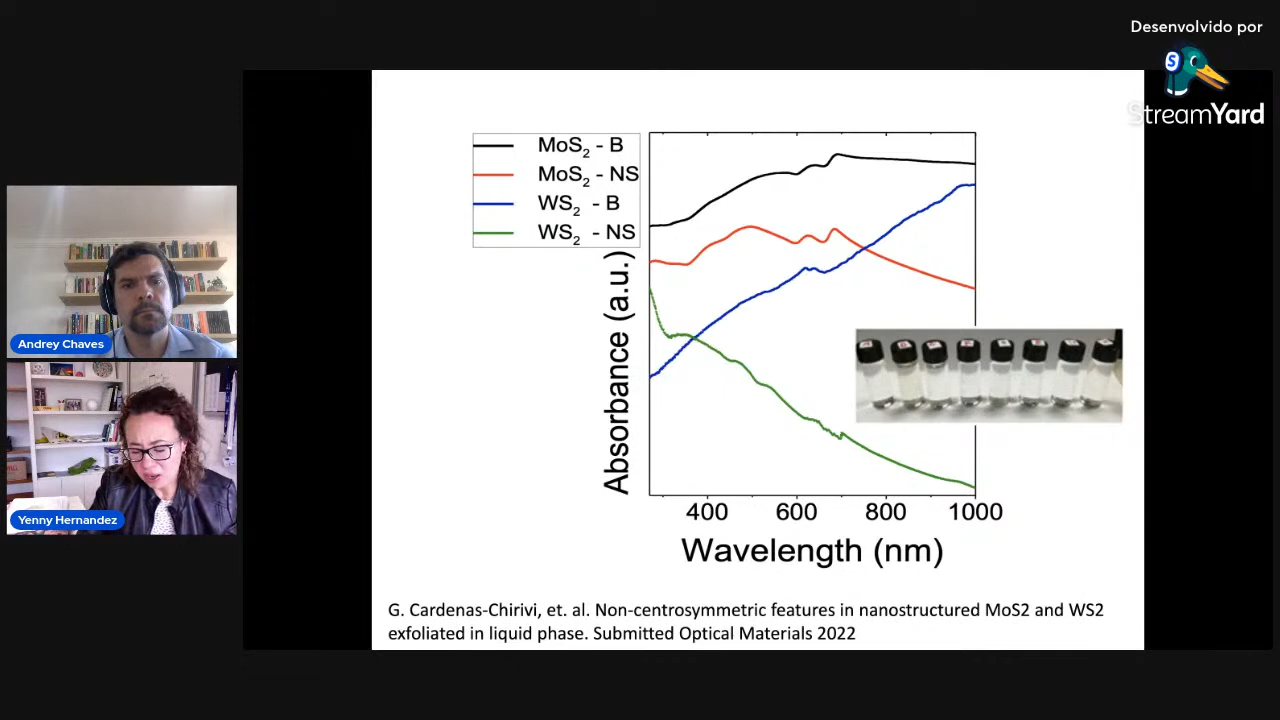 Desenvolvido por
S
StreamYard
MoS2 - B
MoS2 - NS
WS2 - B
WS2 - NS
Absorbance (a.u.)
400 600 800 1000
Wavelength (nm)
Andrey Chaves
Yenny Hernandez
G. Cardenas-Chirivi, et. al. Non-centrosymmetric features in nanostructured MoS2 and WS2
exfoliated in liquid phase. Submitted Optical Materials 2022